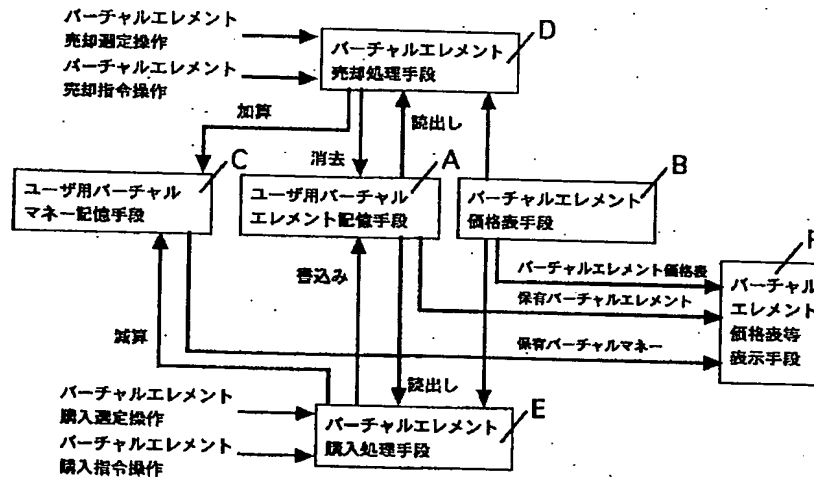 バーチャルエレメント
売却選定操作
バーチャルエレメント
売却指令操作
D
バーチャルエレメント
売却処理手段
加算
読出し
消去
C
ユーザ用バーチャル
マネー記憶手段
A
ユーザ用バーチャル
エレメント記憶手段
B
バーチャルエレメント
価格表手段
書込み
バーチャルエレメント価格表
保有バーチャルエレメント
保有バーチャルマネー
F
バーチャル
エレメント
価格表等
表示手段
減算
読出し
バーチャルエレメント
購入選定操作
バーチャルエレメント
購入指令操作
E
バーチャルエレメント
購入処理手段